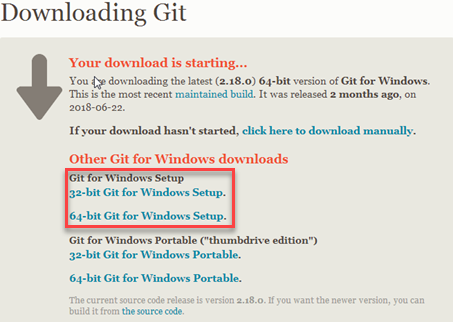 Downloading Git
Your download is starting...
You are downloading the latest (2.18.0) 64-bit version of Git for Windows.
This is the most recent maintained build. It was released 2 months ago, on
2018-06-22.
If your download hasn't started, click here to download manually.
Other Git for Windows downloads
Git for Windows Setup
32-bit Git for Windows Setup.
64-bit Git for Windows Setup.
Git for Windows Portable ("thumbdrive edition")
32-bit Git for Windows Portable.
64-bit Git for Windows Portable.
The current source code release is version 2.18.0. If you want the newer version, you can
build it from the source code.